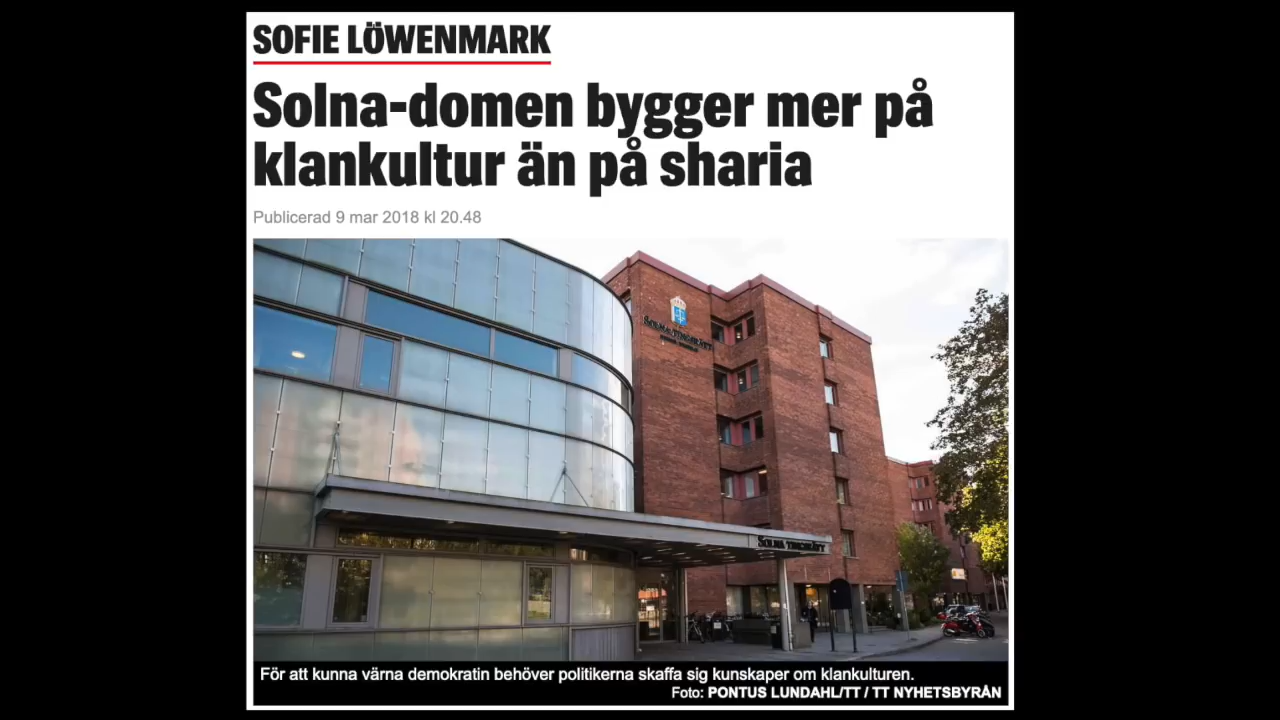 SOFIE LÖWENMARK
Solna-domen bygger mer på
klankultur än på sharia
Publicerad 9 mar 2018 kl 20.48
SOLNA TINGSRÄTT
SOLNA TINGSRÄTT
För att kunna värna demokratin behöver politikerna skaffa sig kunskaper om klankulturen.
Foto: PONTUS LUNDAHL/TT / TT NYHETSBYRÅN